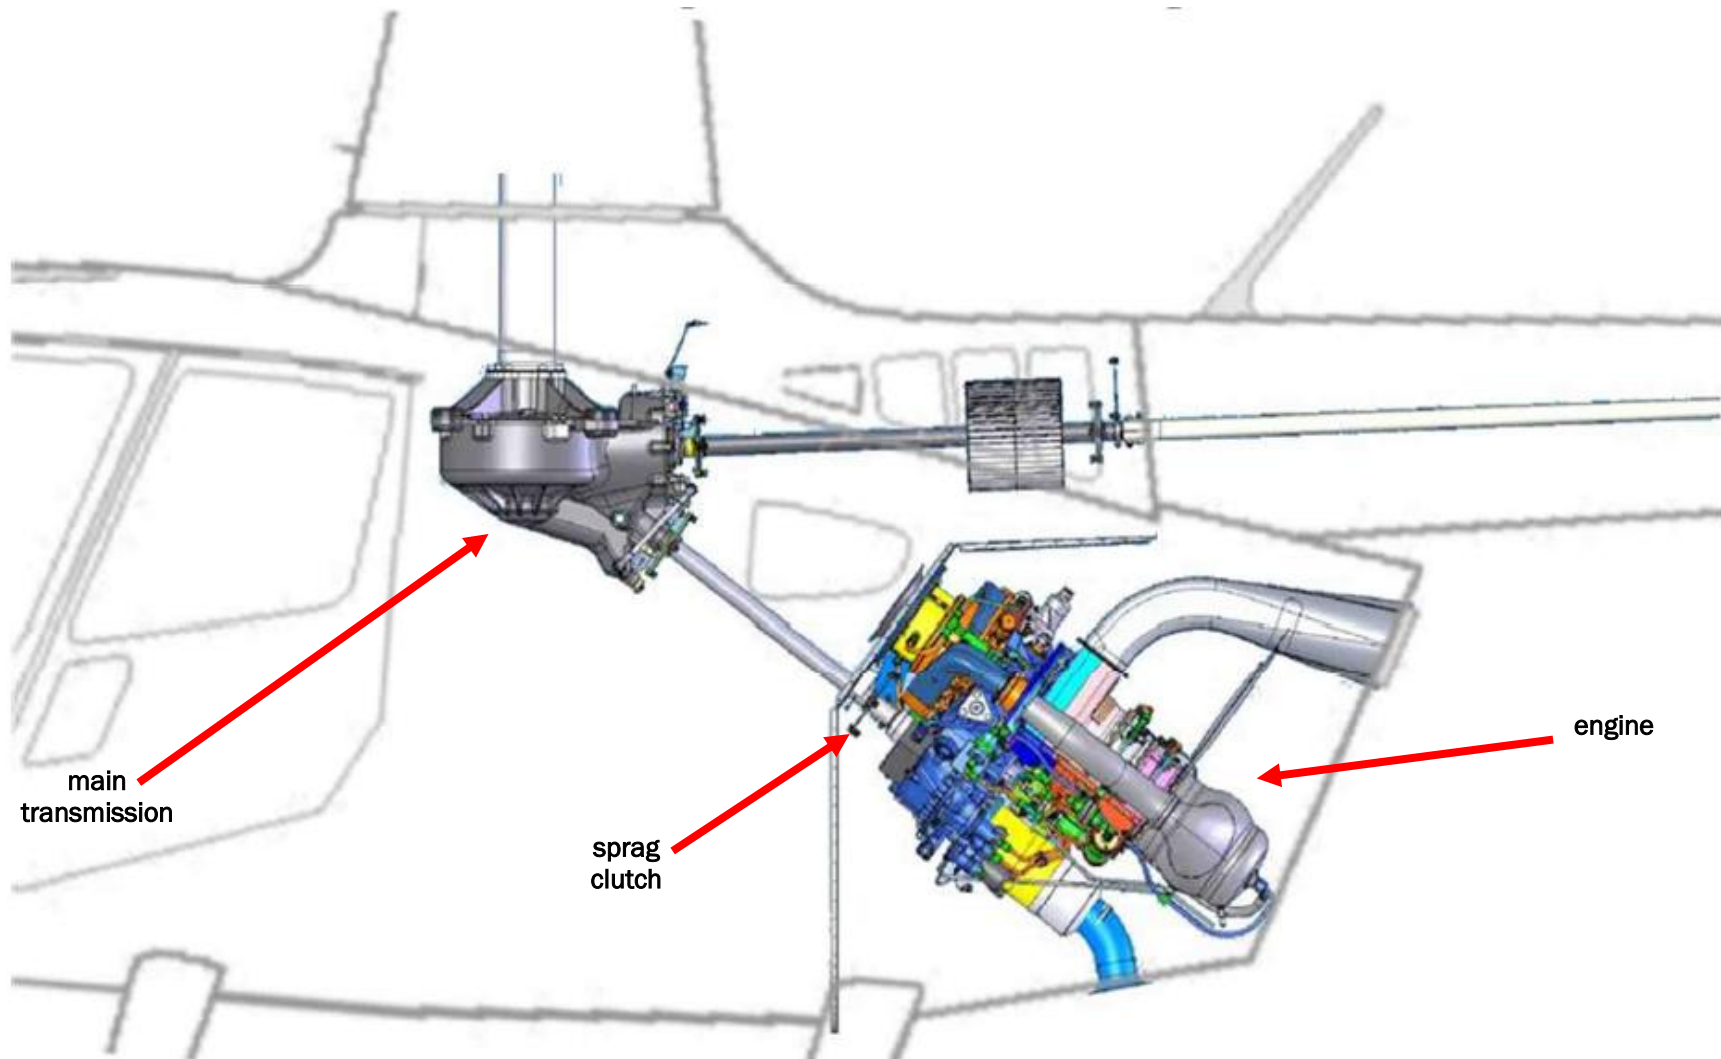 engine
main
transmission
sprag
clutch